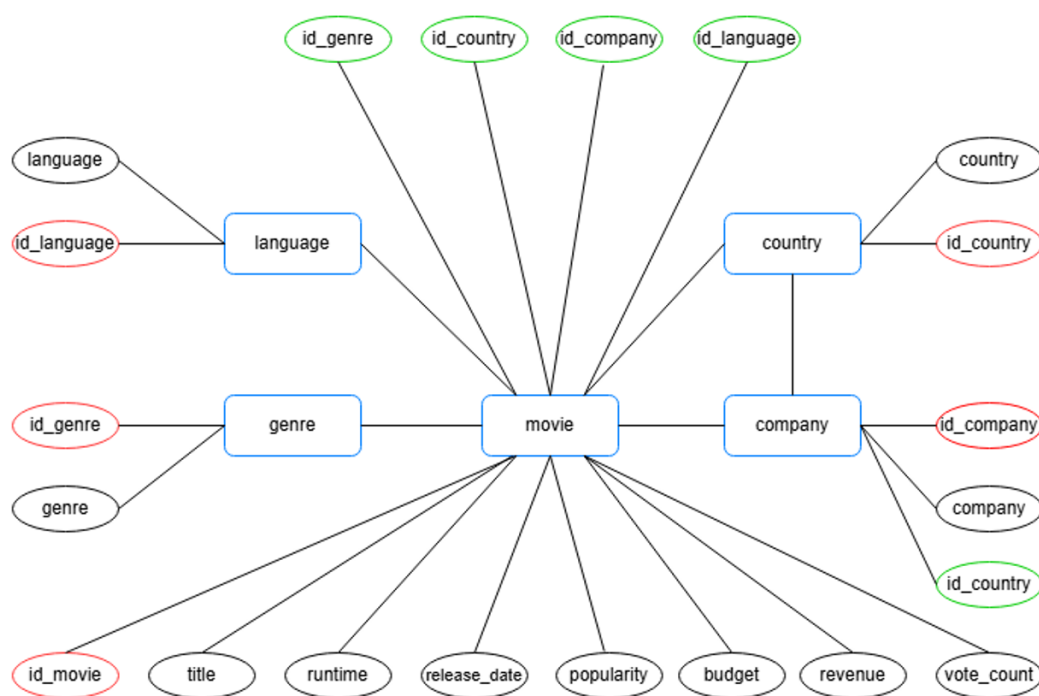 id_genre
id_country
id_company
id_language
language
country
id_language
language
country
id_country
id_genre
genre
movie
company
id_company
genre
company
id_country
id_movie
title
runtime
release_date
popularity
budget
revenue
vote_count